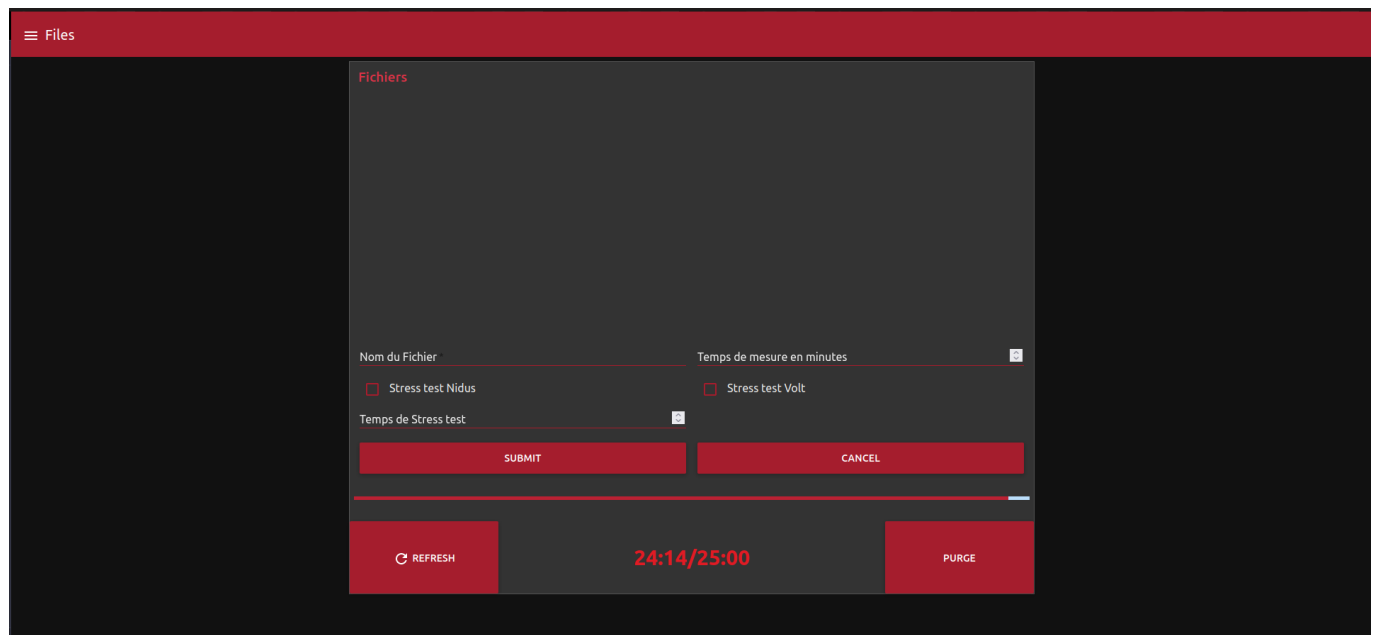 Files
Fichiers
Nom du Fichier *
Temps de mesure en minutes
Stress test Nidus
Stress test Volt
Temps de Stress test
SUBMIT
CANCEL
REFRESH
24:14/25:00
PURGE